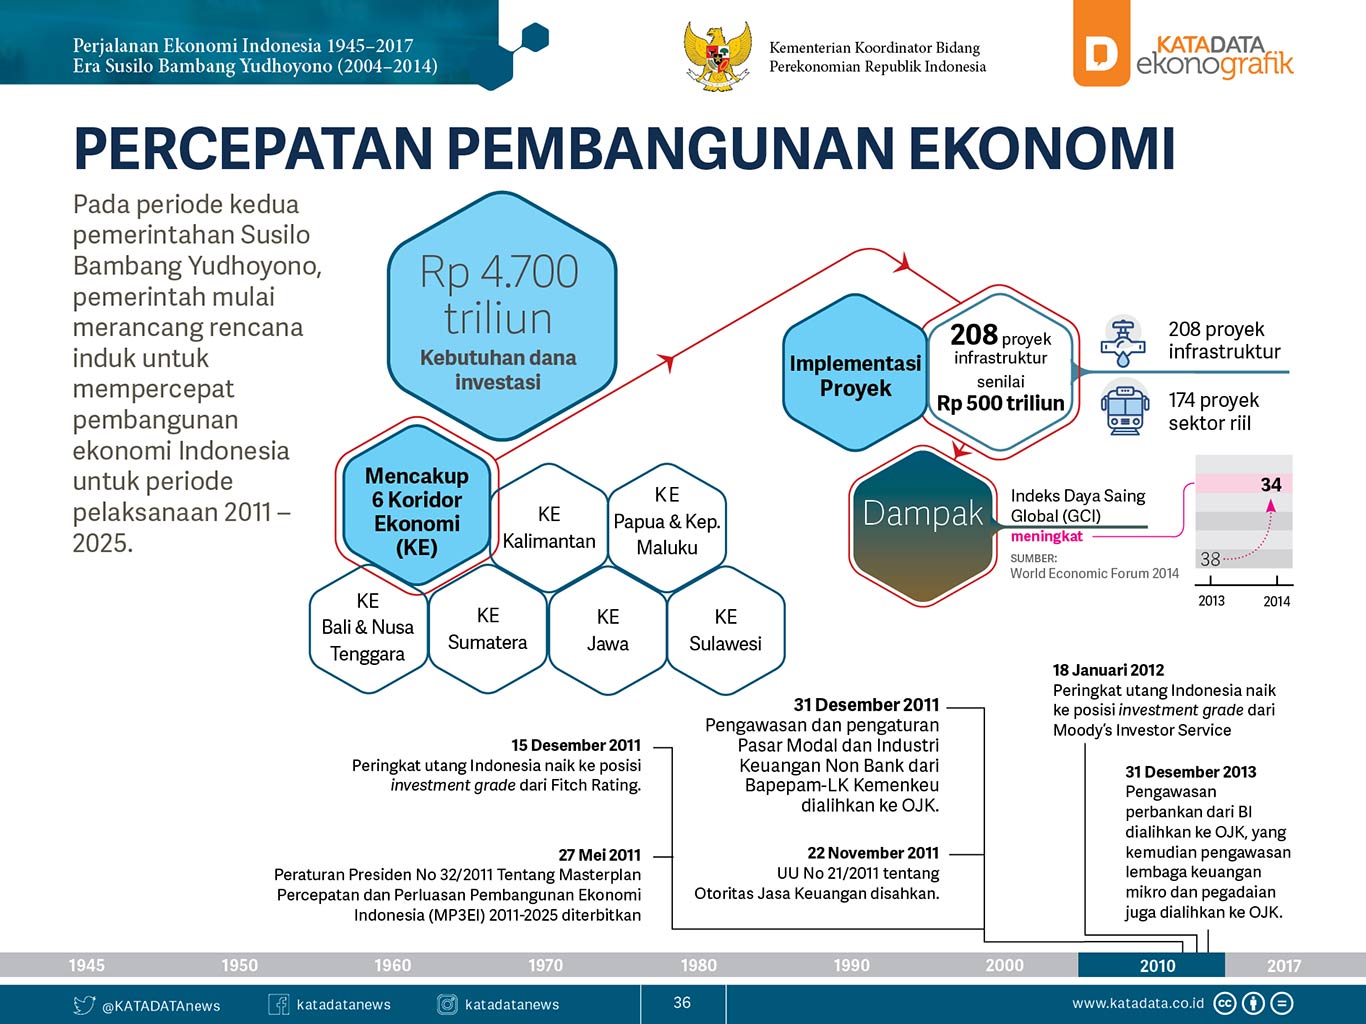 Perjalanan Ekonomi Indonesia 1945–2017
Era Susilo Bambang Yudhoyono (2004–2014)
Kementerian Koordinator Bidang
Perekonomian Republik Indonesia
D
KATADATA
ekonografik
PERCEPATAN PEMBANGUNAN EKONOMI
Pada periode kedua
pemerintahan Susilo
Bambang Yudhoyono,
pemerintah mulai
merancang rencana
induk untuk
mempercepat
pembangunan
ekonomi Indonesia
untuk periode
pelaksanaan 2011 –
2025.
Rp 4.700
triliun
Kebutuhan dana
investasi
Mencakup
6 Koridor
Ekonomi
(KE)
KE
Kalimantan
KE
Papua & Kep.
Maluku
KE
Bali & Nusa
Tenggara
KE
Sumatera
KE
Jawa
KE
Sulawesi
Implementasi
Proyek
208 proyek
infrastruktur
senilai
Rp 500 triliun
208 proyek
infrastruktur
174 proyek
sektor riil
Dampak
Indeks Daya Saing
Global (GCI)
meningkat
SUMBER:
World Economic Forum 2014
34
38
2013
2014
15 Desember 2011
Peringkat utang Indonesia naik ke posisi
investment grade dari Fitch Rating.
27 Mei 2011
Peraturan Presiden No 32/2011 Tentang Masterplan
Percepatan dan Perluasan Pembangunan Ekonomi
Indonesia (MP3EI) 2011-2025 diterbitkan
31 Desember 2011
Pengawasan dan pengaturan
Pasar Modal dan Industri
Keuangan Non Bank dari
Bapepam-LK Kemenkeu
dialihkan ke OJK.
22 November 2011
UU No 21/2011 tentang
Otoritas Jasa Keuangan disahkan.
18 Januari 2012
Peringkat utang Indonesia naik
ke posisi investment grade dari
Moody's Investor Service
31 Desember 2013
Pengawasan
perbankan dari BI
dialihkan ke OJK, yang
kemudian pengawasan
lembaga keuangan
mikro dan pegadaian
juga dialihkan ke OJK.
1945
1950
1960
1970
1980
1990
2000
2010
2017
@KATADATAnews
katadatanews
katadatanews
36
www.katadata.co.id
cc